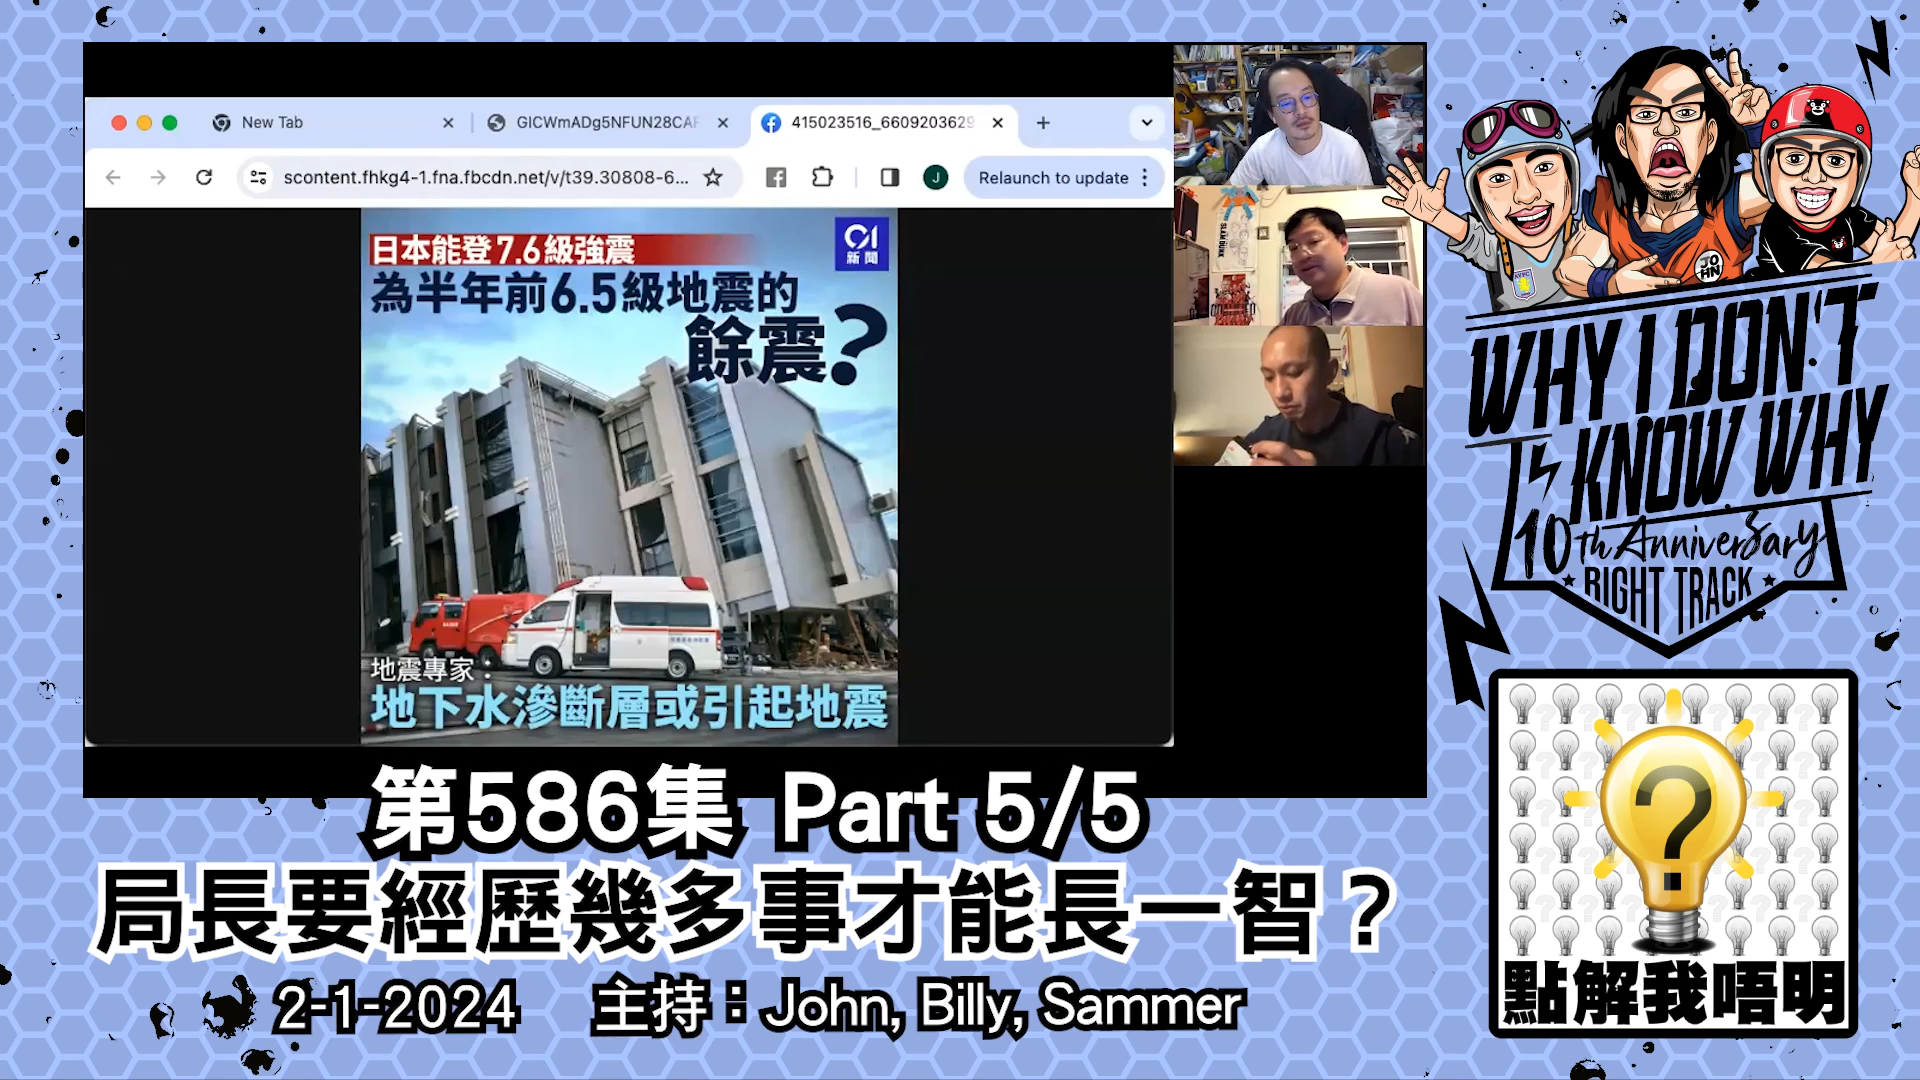 New Tab
GICWmADg5NFUN28CAF
415023516_6609203629
scontent.fhkg4-1.fna.fbcdn.net/v/t39.30808-6...
J
Relaunch to update
日本能登7.6級強震
01
新聞
為半年前6.5級地震的
餘震?
地震專家：
地下水滲斷層或引起地震
SLAM DUNK
JO
HN
AVFC
WHY I DON'T
KNOW WHY
10th Anniversary
RIGHT TRACK
?
點解我唔明
第586集 Part 5/5
局長要經歷幾多事才能長一智？
2-1-2024 主持：John, Billy, Sammer